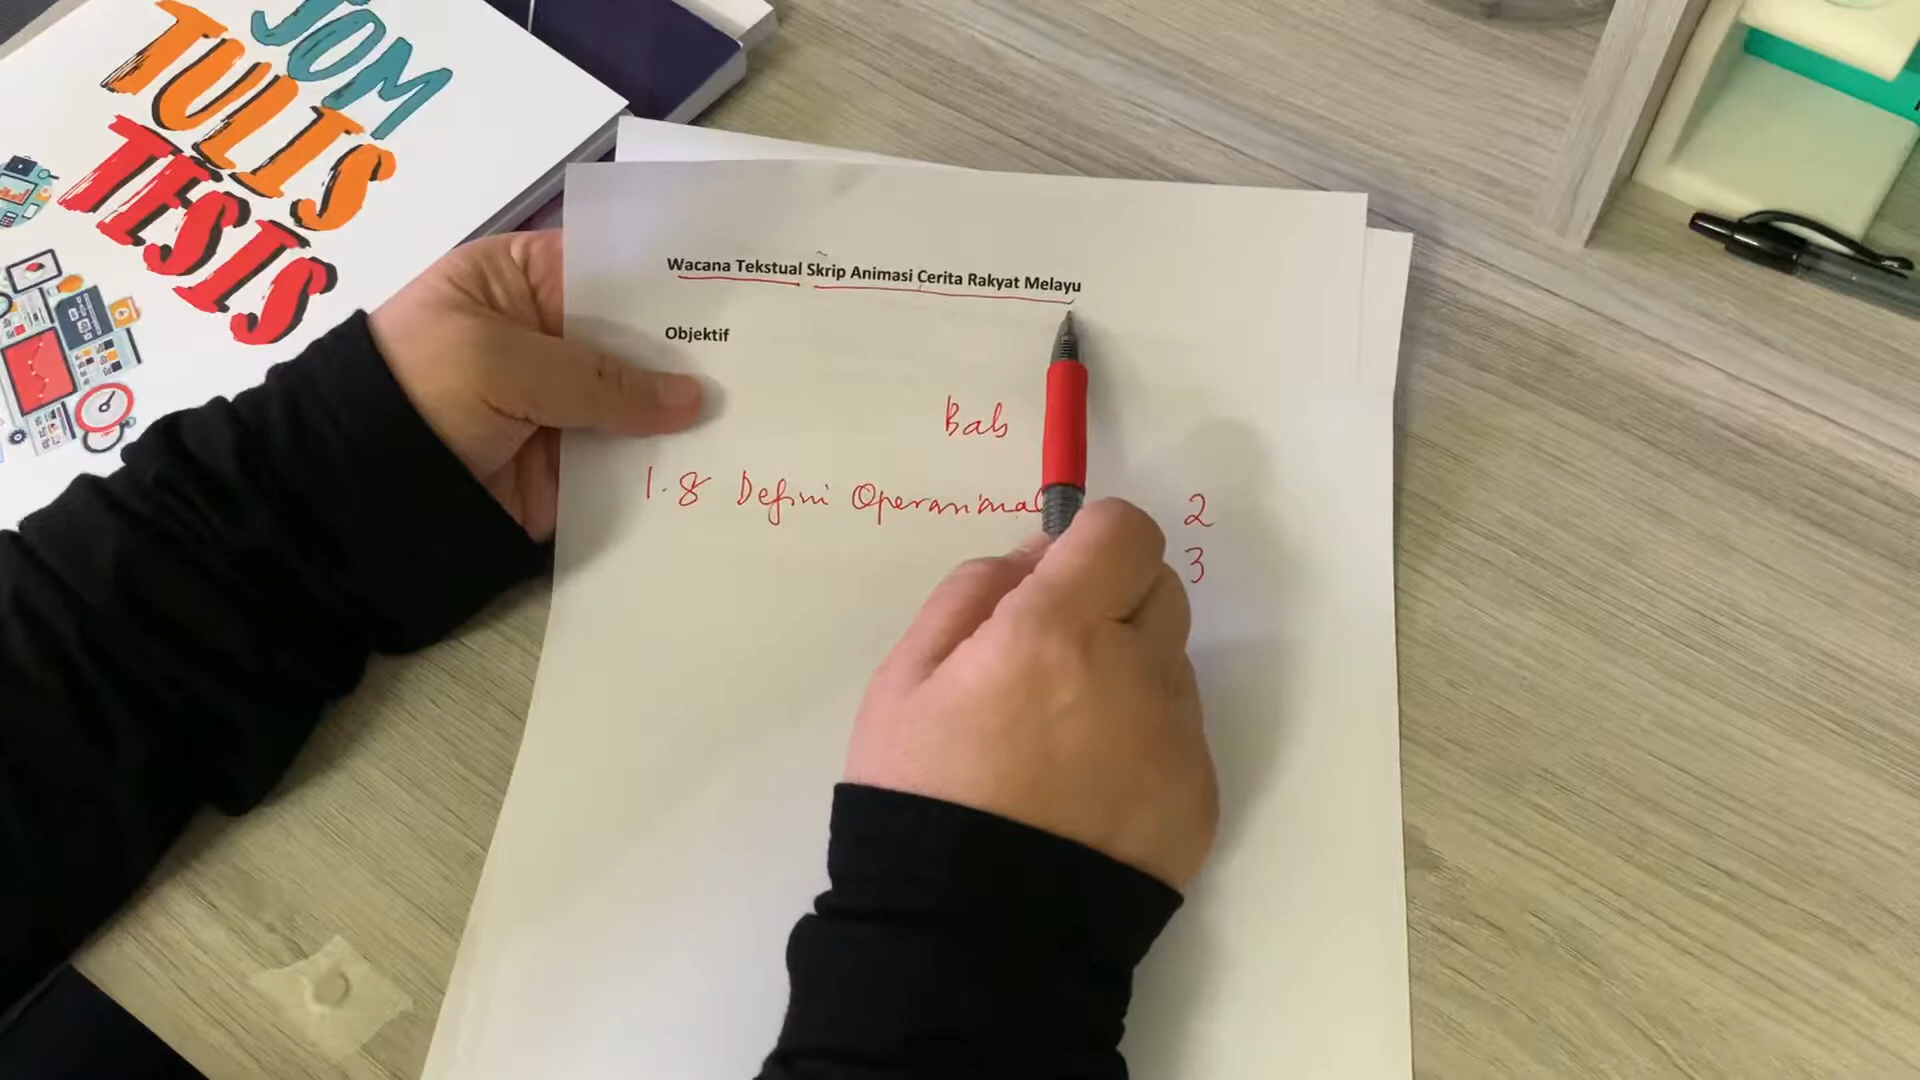 JOM
TULIS
TESIS
Wacana Tekstual Skrip Animasi Cerita Rakyat Melayu
Objektif
Bab
1.8 Defini Operasional
2
3